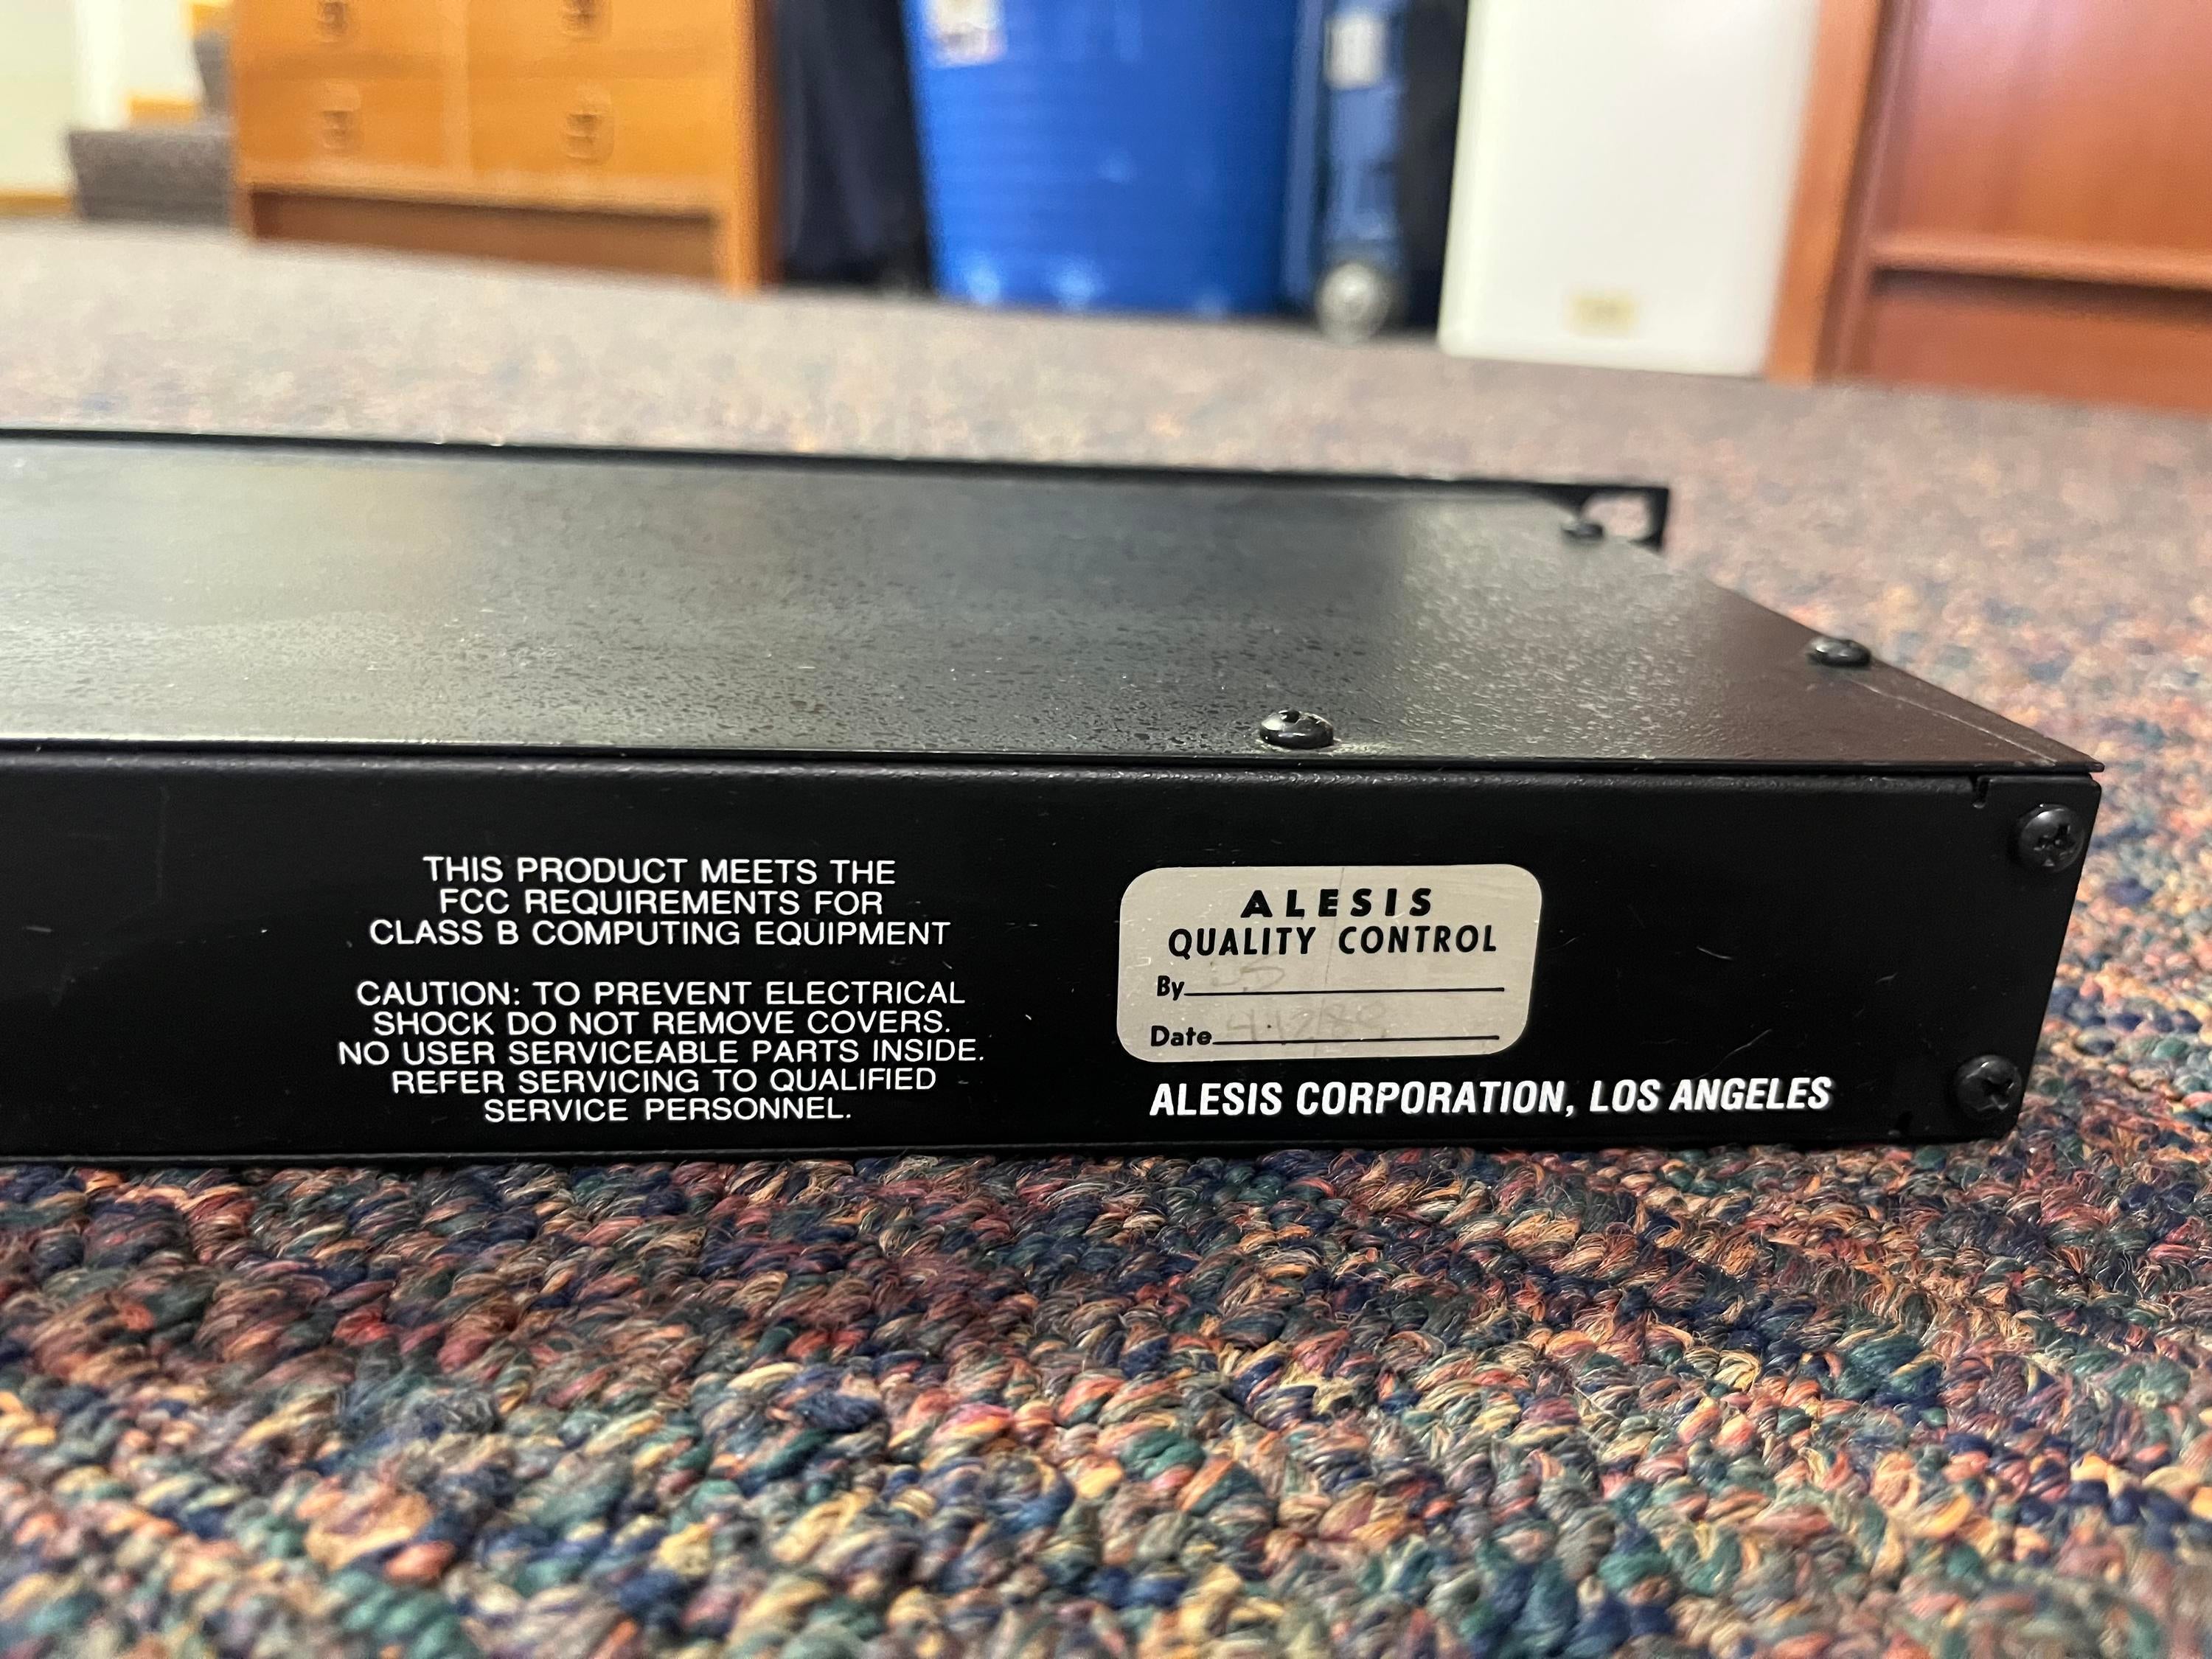 THIS PRODUCT MEETS THE
FCC REQUIREMENTS FOR
CLASS B COMPUTING EQUIPMENT
CAUTION: TO PREVENT ELECTRICAL
SHOCK DO NOT REMOVE COVERS.
NO USER SERVICEABLE PARTS INSIDE.
REFER SERVICING TO QUALIFIED
SERVICE PERSONNEL.
ALESIS
QUALITY CONTROL
By
Date
ALESIS CORPORATION, LOS ANGELES